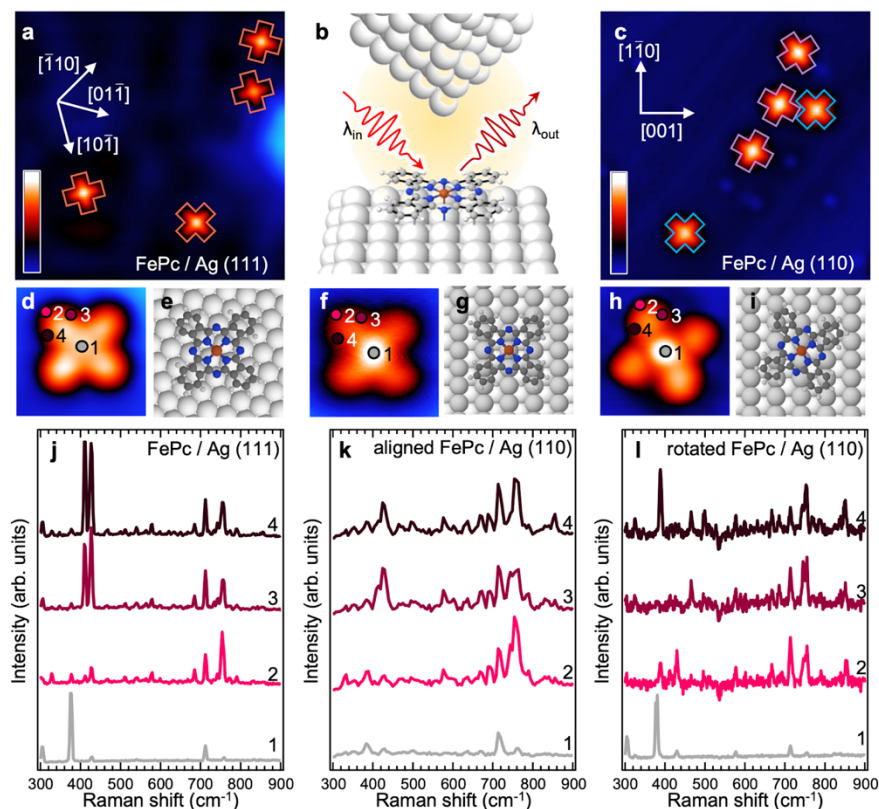 a
[1̅10]
[011̅]
[101̅]
FePc / Ag (111)
b
λin
λout
c
[11̅0]
[001]
FePc / Ag (110)
d
2
3
4
1
e
f
2
3
4
1
g
h
2
3
4
1
i
j
FePc / Ag (111)
4
3
2
1
Intensity (arb. units)
300 400 500 600 700 800 900
Raman shift (cm-1)
k
aligned FePc / Ag (110)
4
3
2
1
Intensity (arb. units)
300 400 500 600 700 800 900
Raman shift (cm-1)
l
rotated FePc / Ag (110)
4
3
2
1
Intensity (arb. units)
300 400 500 600 700 800 900
Raman shift (cm-1)